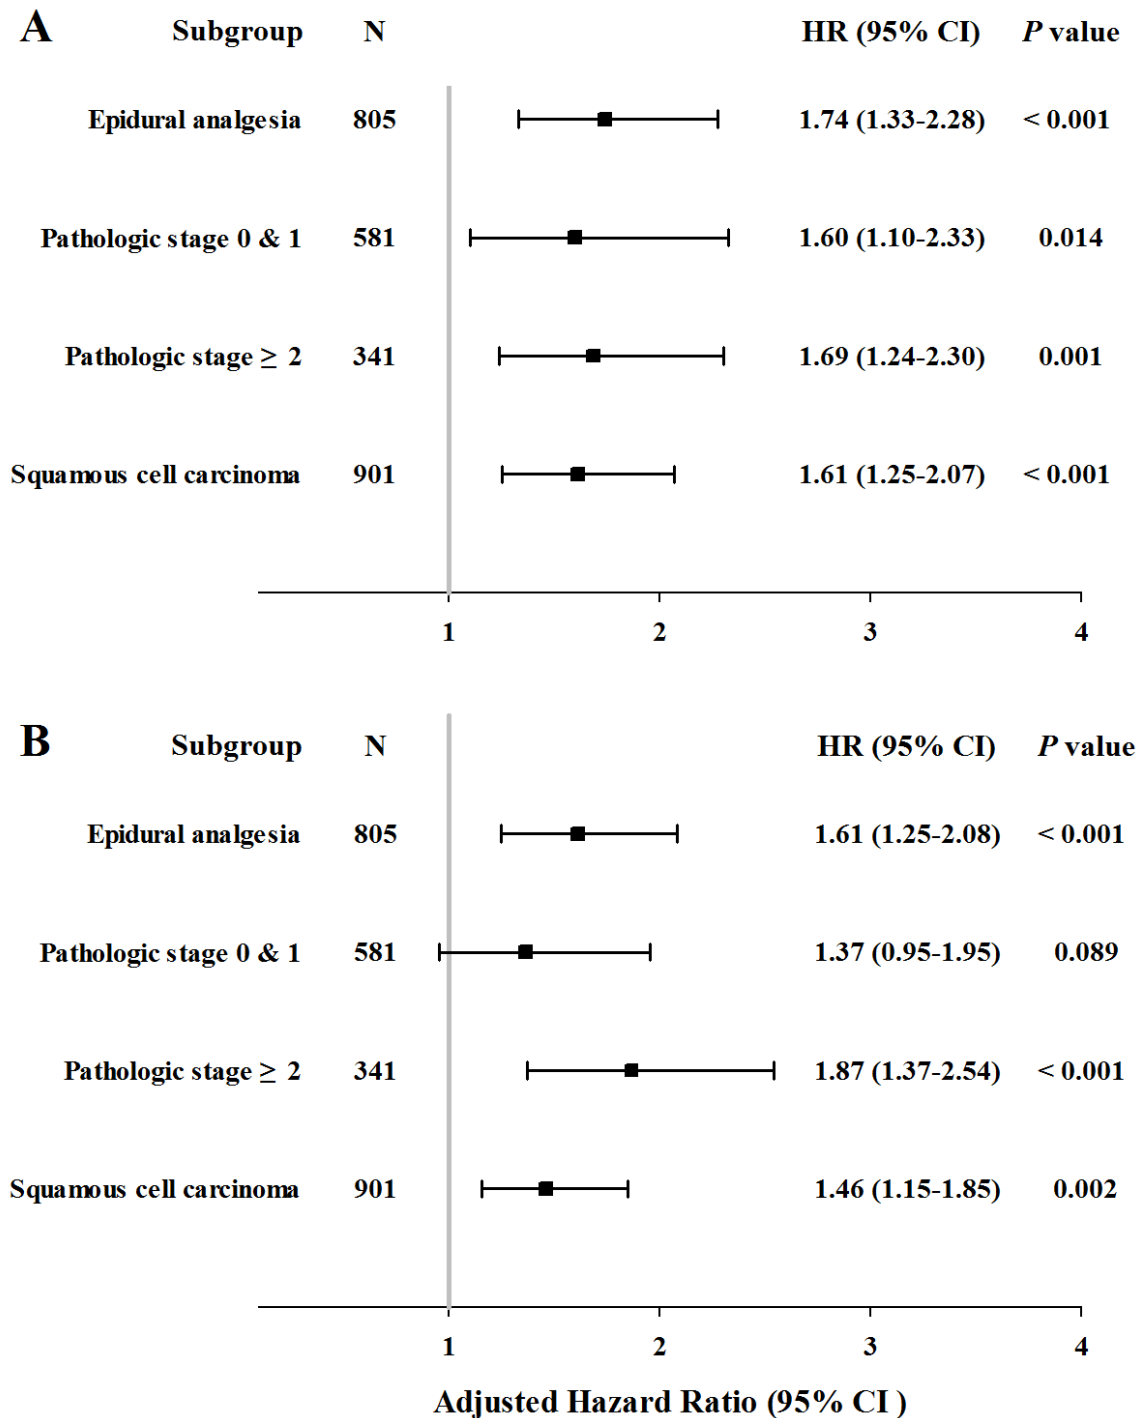 A Subgroup N HR (95% CI) P value
Epidural analgesia 805 1.74 (1.33-2.28) < 0.001
Pathologic stage 0 & 1 581 1.60 (1.10-2.33) 0.014
Pathologic stage ≥ 2 341 1.69 (1.24-2.30) 0.001
Squamous cell carcinoma 901 1.61 (1.25-2.07) < 0.001
1 2 3 4
B Subgroup N HR (95% CI) P value
Epidural analgesia 805 1.61 (1.25-2.08) < 0.001
Pathologic stage 0 & 1 581 1.37 (0.95-1.95) 0.089
Pathologic stage ≥ 2 341 1.87 (1.37-2.54) < 0.001
Squamous cell carcinoma 901 1.46 (1.15-1.85) 0.002
1 2 3 4
Adjusted Hazard Ratio (95% CI )